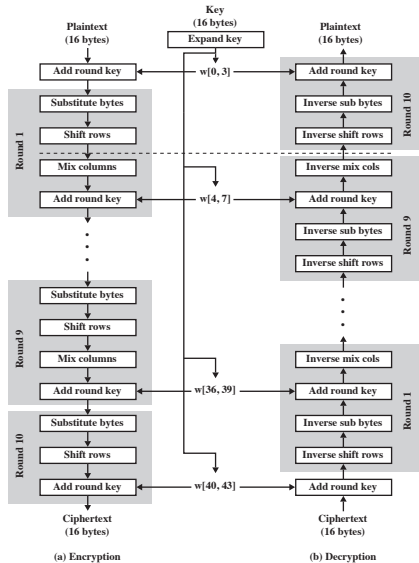 Plaintext
(16 bytes)
Key
(16 bytes)
Plaintext
(16 bytes)
Expand key
Add round key
w[0, 3]
Add round key
Round 1
Substitute bytes
Shift rows
Mix columns
Add round key
Inverse sub bytes
Inverse shift rows
Round 10
w[4, 7]
Inverse mix cols
Add round key
Inverse sub bytes
Inverse shift rows
Round 9
Round 9
Substitute bytes
Shift rows
Mix columns
Add round key
w[36, 39]
Inverse mix cols
Add round key
Inverse sub bytes
Inverse shift rows
Round 1
Round 10
Substitute bytes
Shift rows
Add round key
w[40, 43]
Add round key
Ciphertext
(16 bytes)
Ciphertext
(16 bytes)
(a) Encryption
(b) Decryption